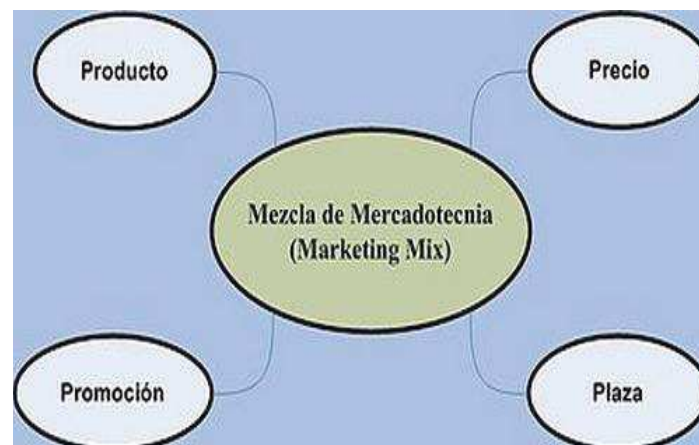 Producto
Precio
Mezcla de Mercadotecnia
(Marketing Mix)
Promoción
Plaza